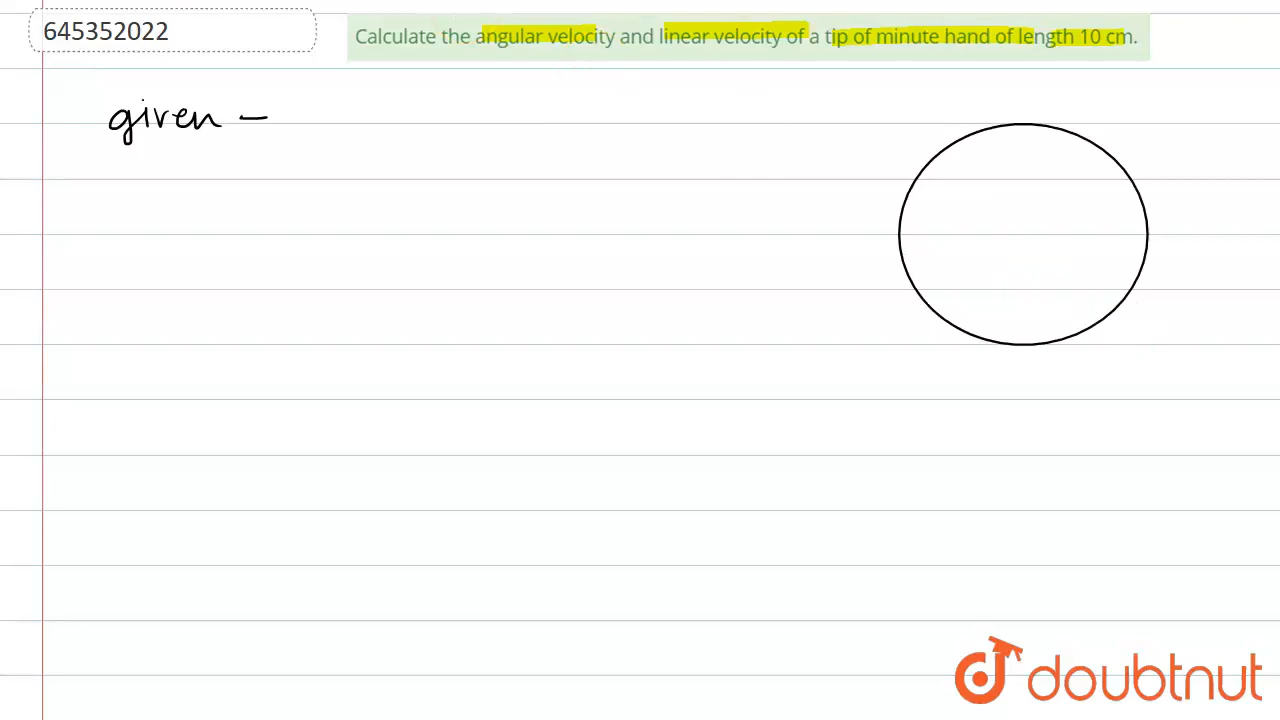 645352022
Calculate the angular velocity and linear velocity of a tip of minute hand of length 10 cm.
given –
doubtnut